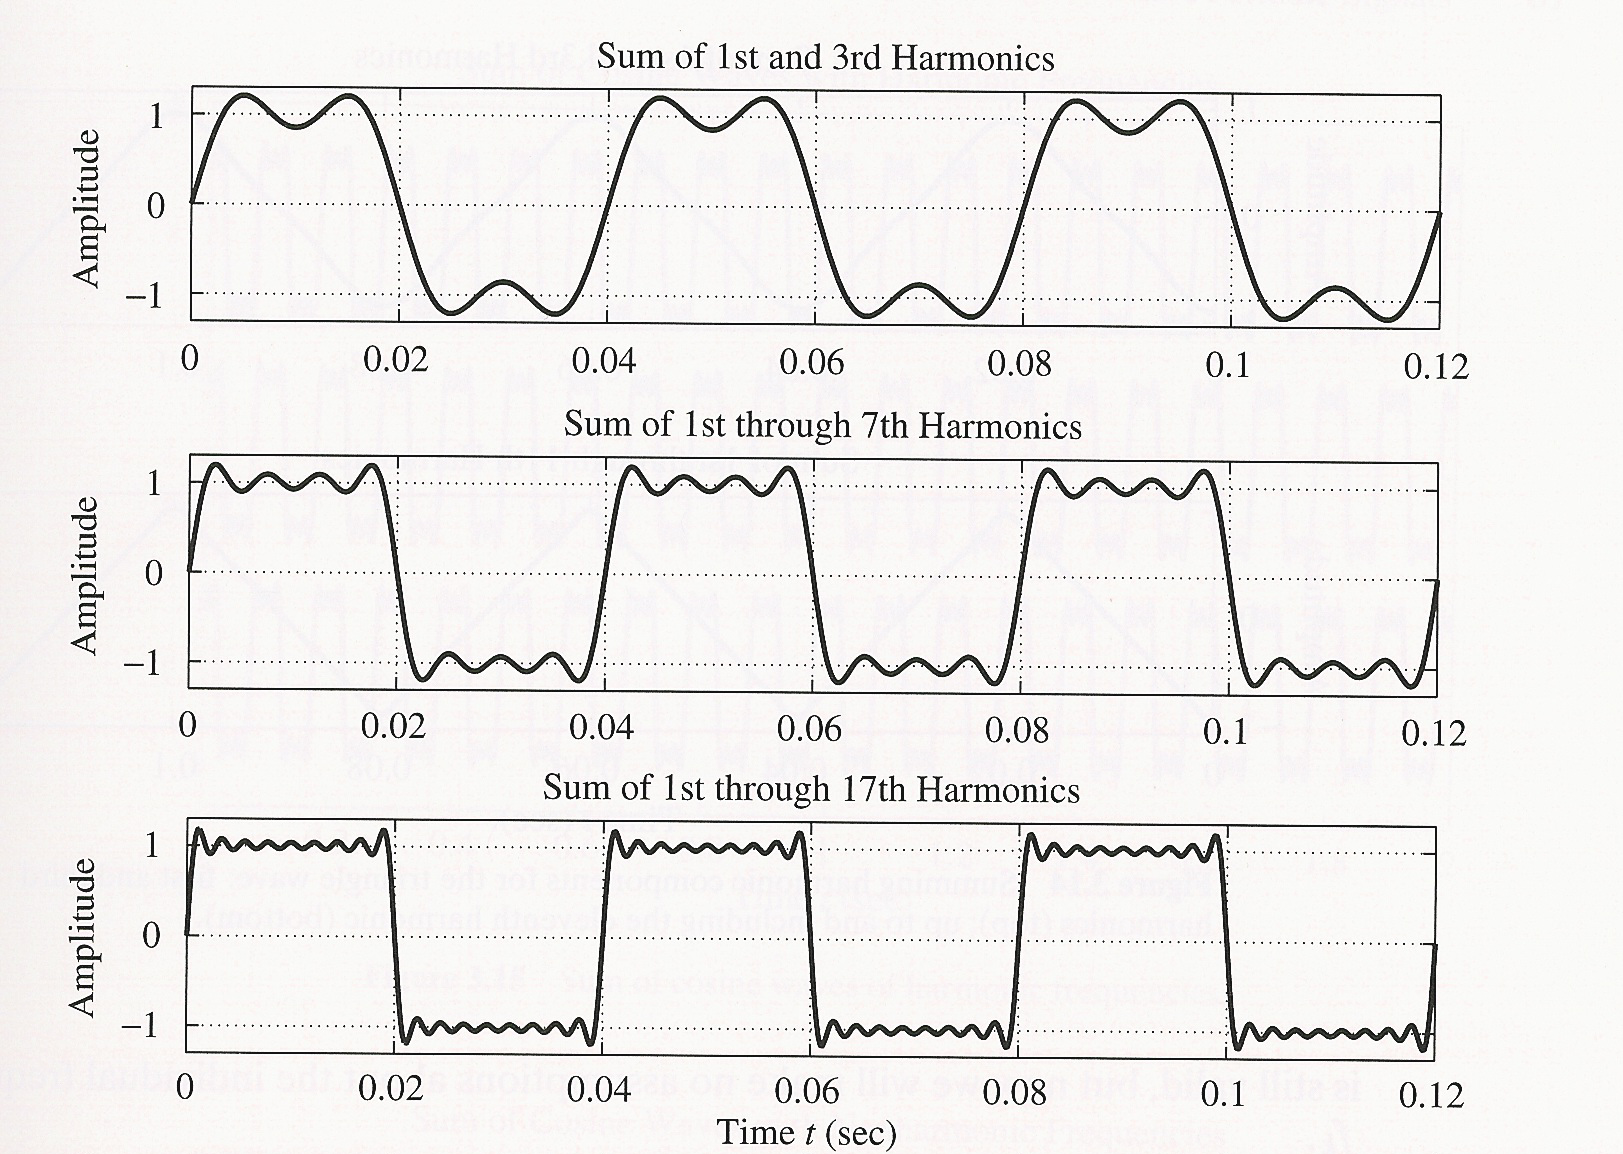 Sum of 1st and 3rd Harmonics
Amplitude
1
0
−1
0 0.02 0.04 0.06 0.08 0.1 0.12
Sum of 1st through 7th Harmonics
Amplitude
1
0
−1
0 0.02 0.04 0.06 0.08 0.1 0.12
Sum of 1st through 17th Harmonics
Amplitude
1
0
−1
0 0.02 0.04 0.06 0.08 0.1 0.12
Time t (sec)